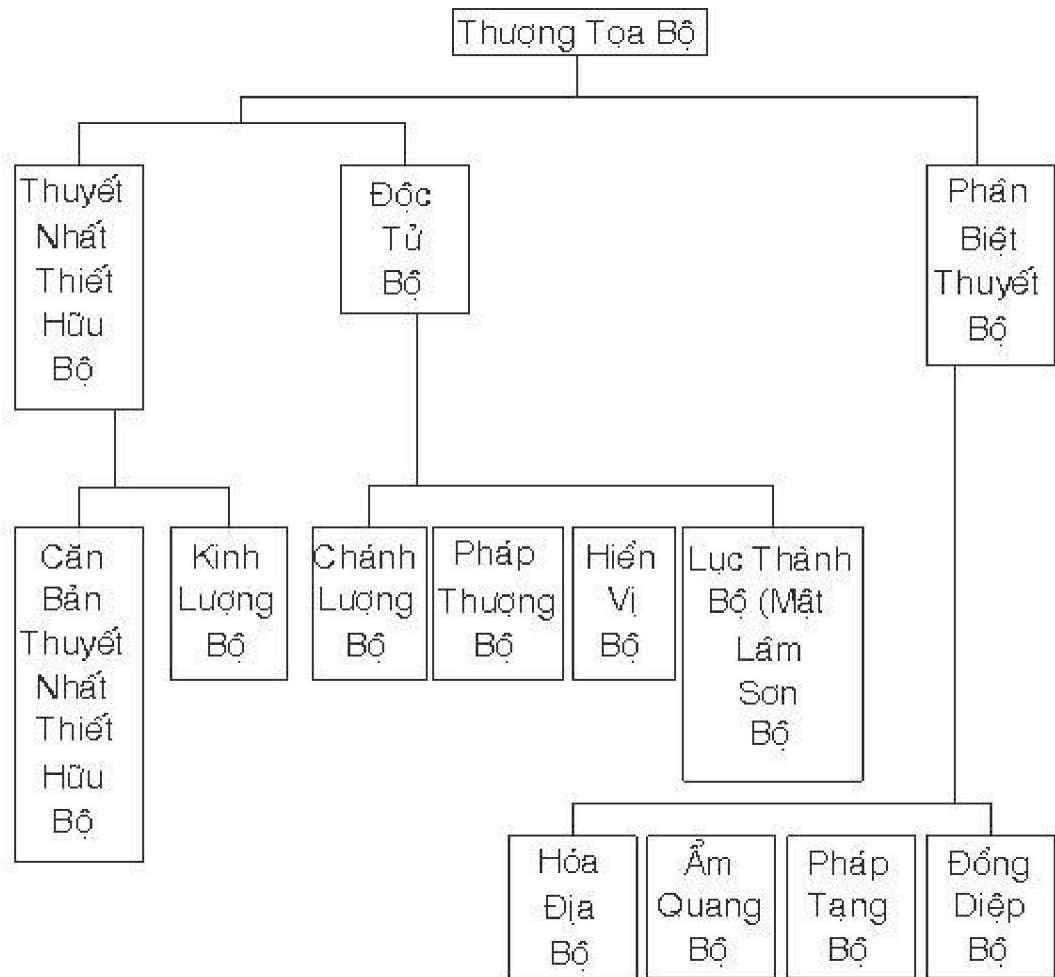 Thượng Tọa Bộ
Thuyết
Nhất
Thiết
Hữu
Bộ
Độc
Tử
Bộ
Phân
Biệt
Thuyết
Bộ
Căn
Bản
Thuyết
Nhất
Thiết
Hữu
Bộ
Kinh
Lượng
Bộ
Chánh
Lượng
Bộ
Pháp
Thượng
Bộ
Hiển
Vị
Bộ
Lục Thành
Bộ (Mật
Lâm
Sơn
Bộ
Hóa
Địa
Bộ
Ẩm
Quang
Bộ
Pháp
Tạng
Bộ
Đồng
Diệp
Bộ